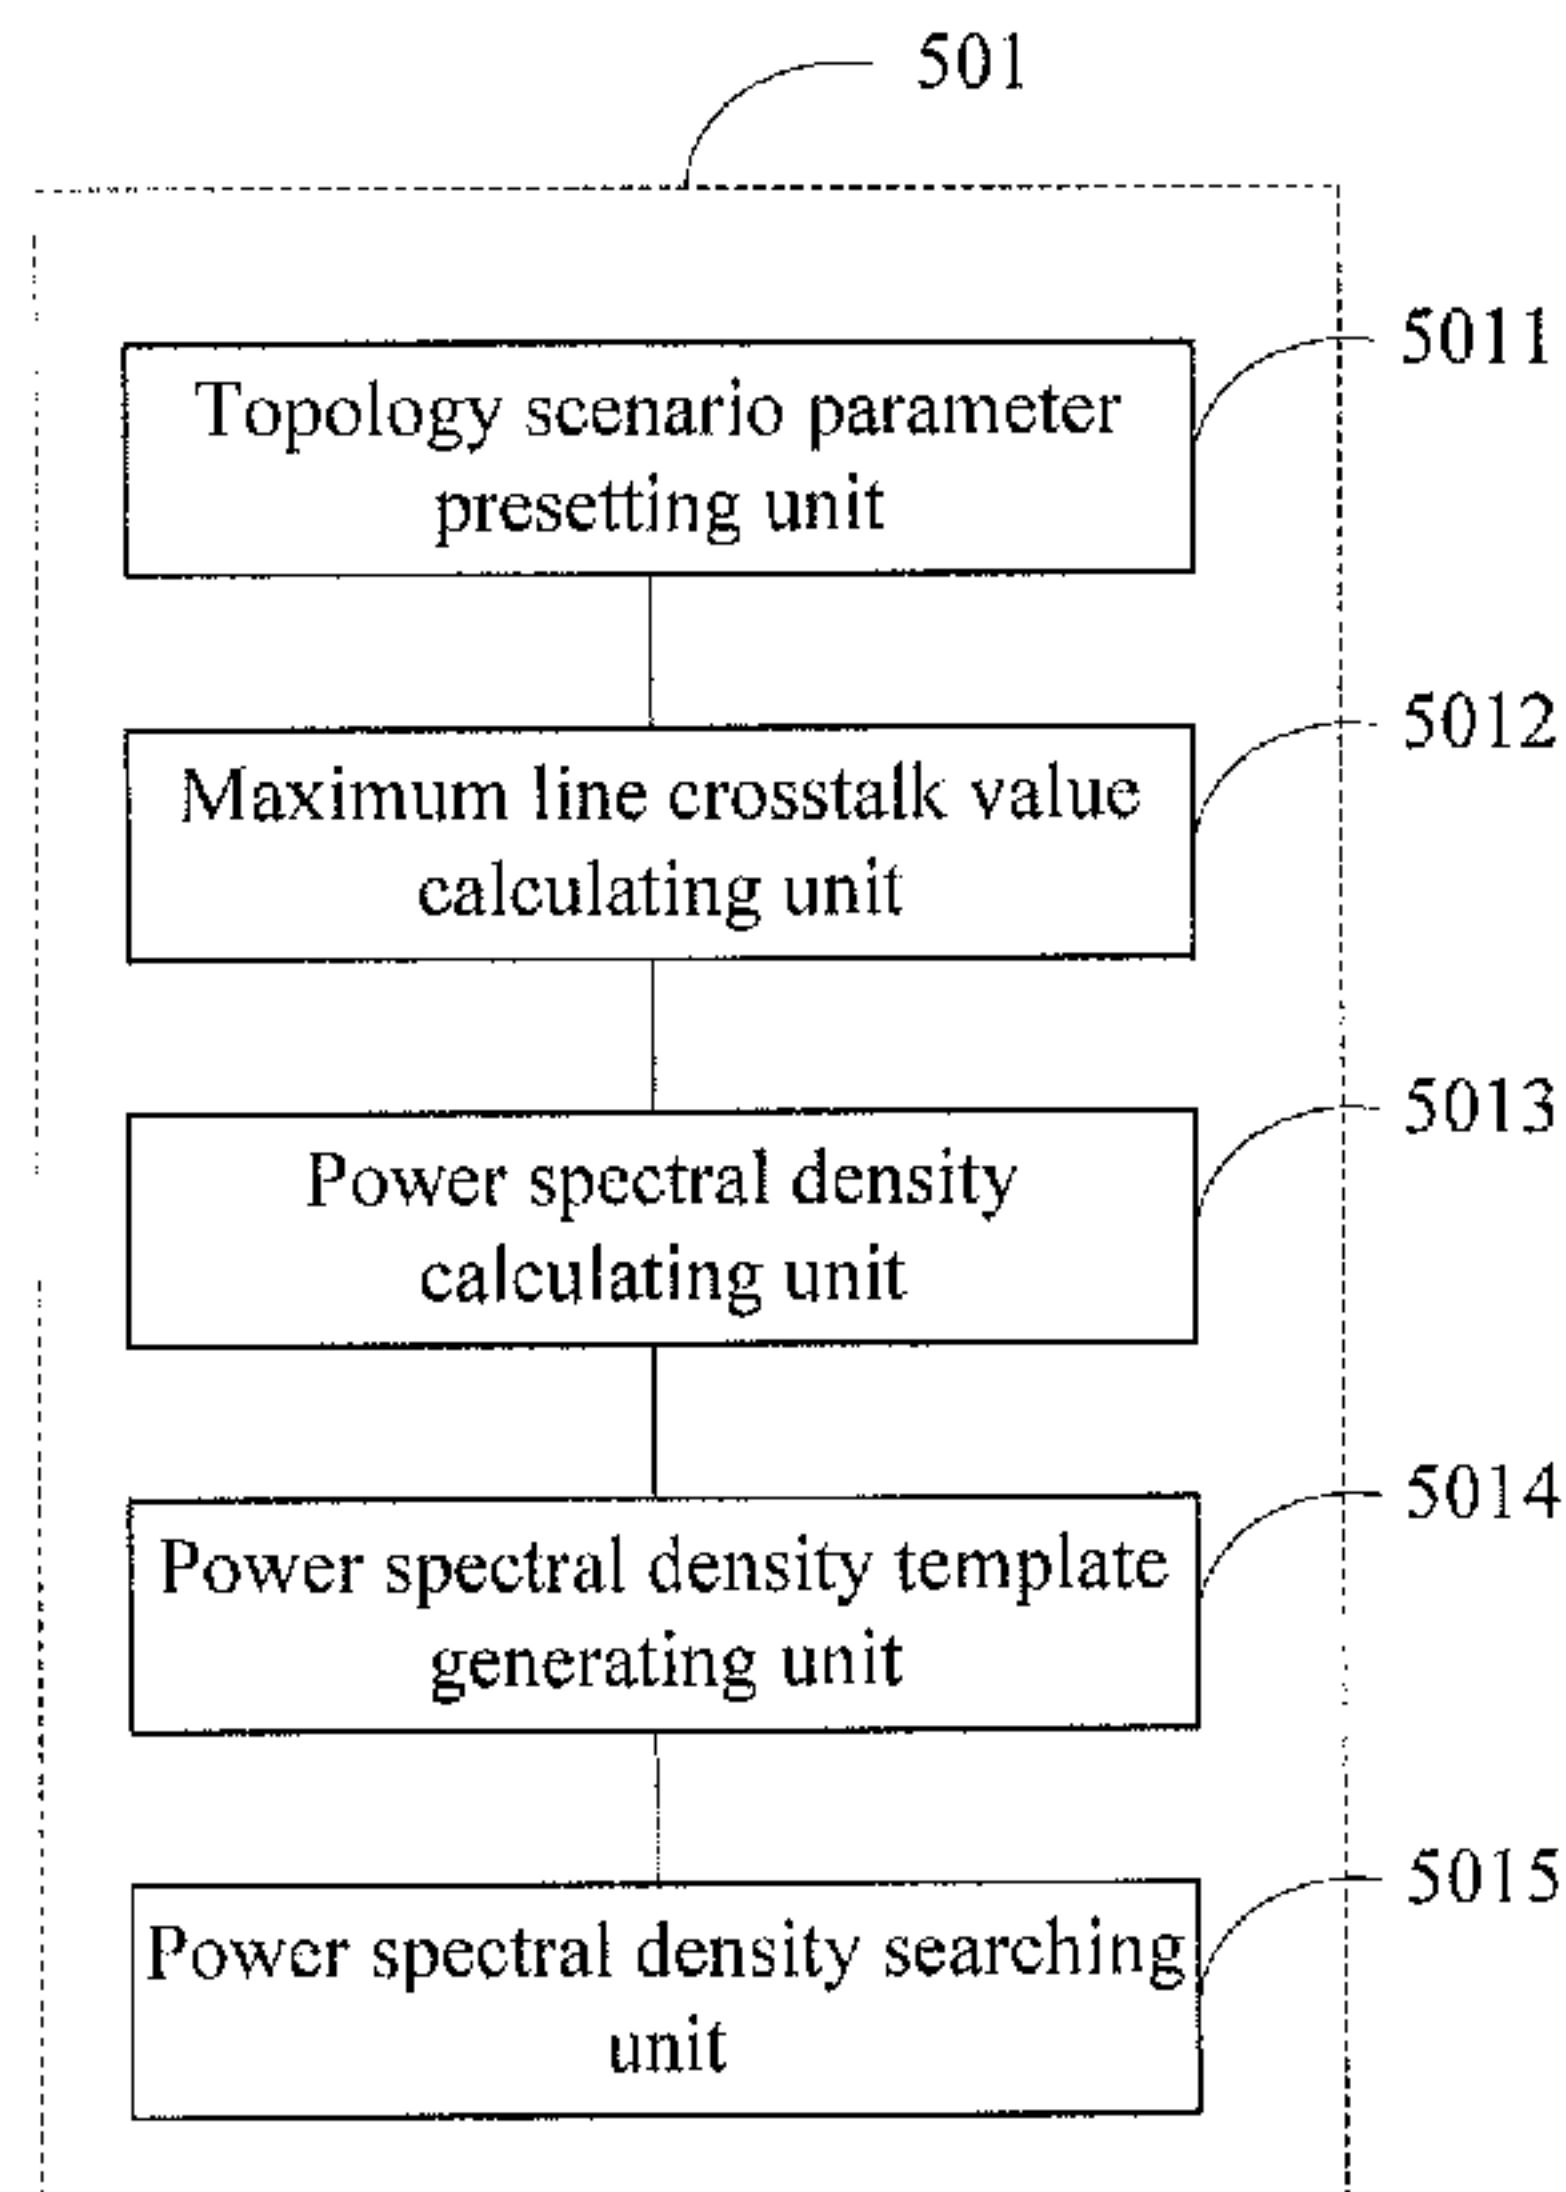 501
5011
Topology scenario parameter
presetting unit
5012
Maximum line crosstalk value
calculating unit
5013
Power spectral density
calculating unit
5014
Power spectral density template
generating unit
5015
Power spectral density searching
unit